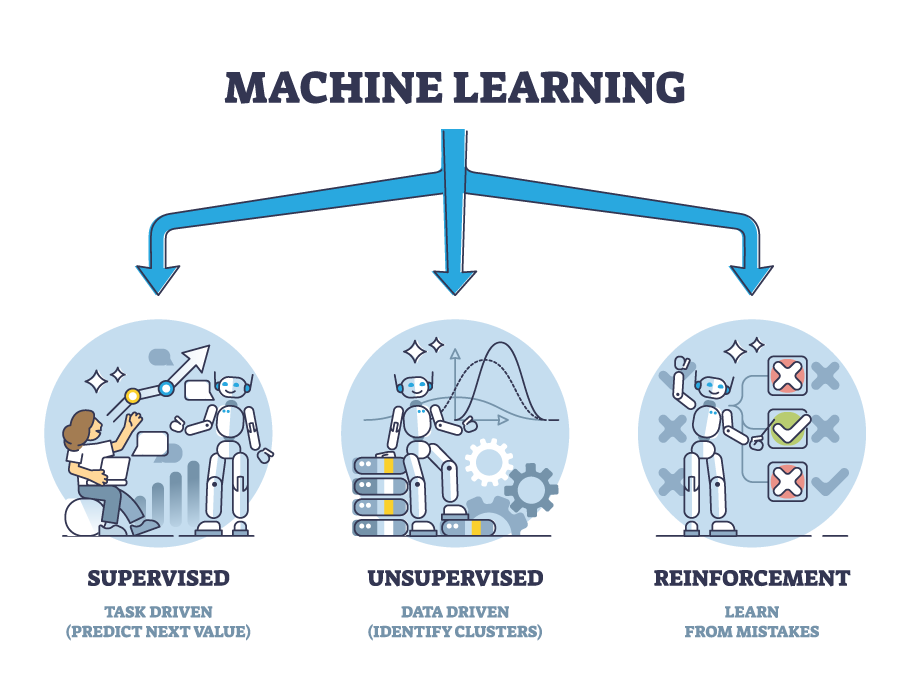 MACHINE LEARNING
SUPERVISED
TASK DRIVEN
(PREDICT NEXT VALUE)
UNSUPERVISED
DATA DRIVEN
(IDENTIFY CLUSTERS)
REINFORCEMENT
LEARN
FROM MISTAKES